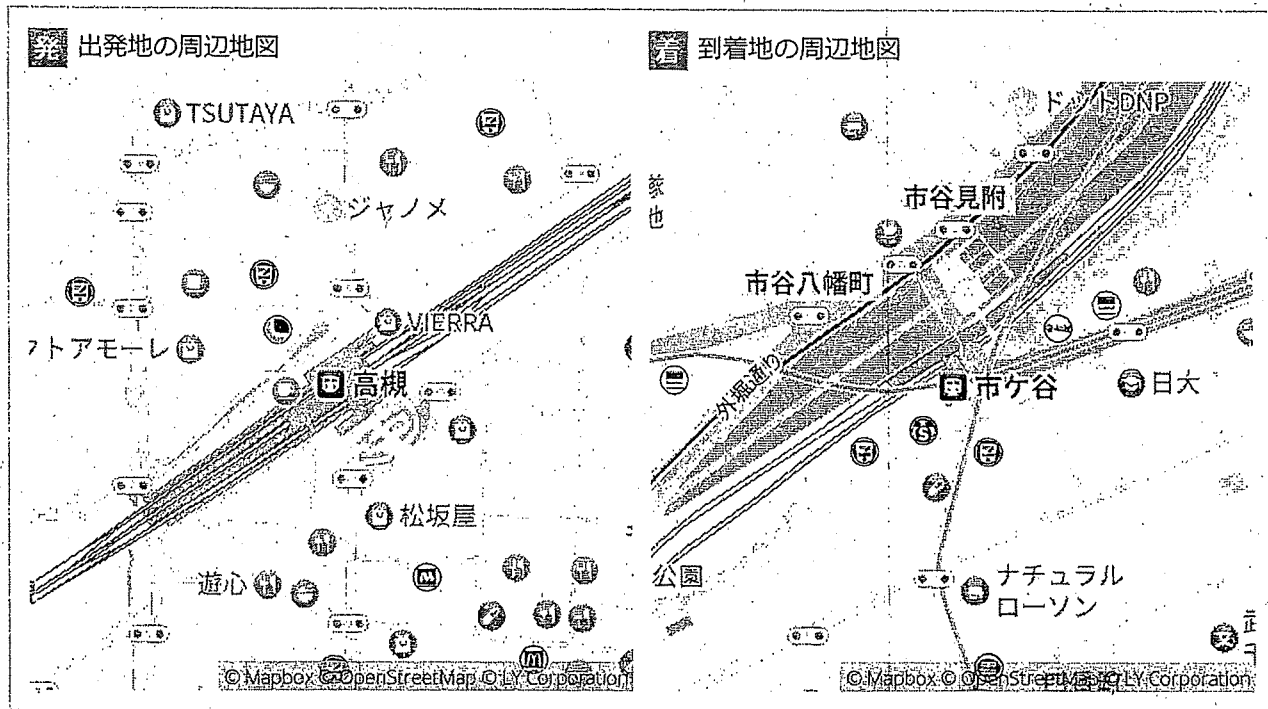 発 出発地の周辺地図
TSUTAYA
ジャノメ
VIERRA
アトアモーレ
高槻
松坂屋
遊心
© Mapbox © OpenStreetMap © LY Corporation
着 到着地の周辺地図
ドットDNP
市谷見附
市谷八幡町
外堀通り
市ケ谷
日大
公園
ナチュラル
ローソン
© Mapbox © OpenStreetMap © LY Corporation